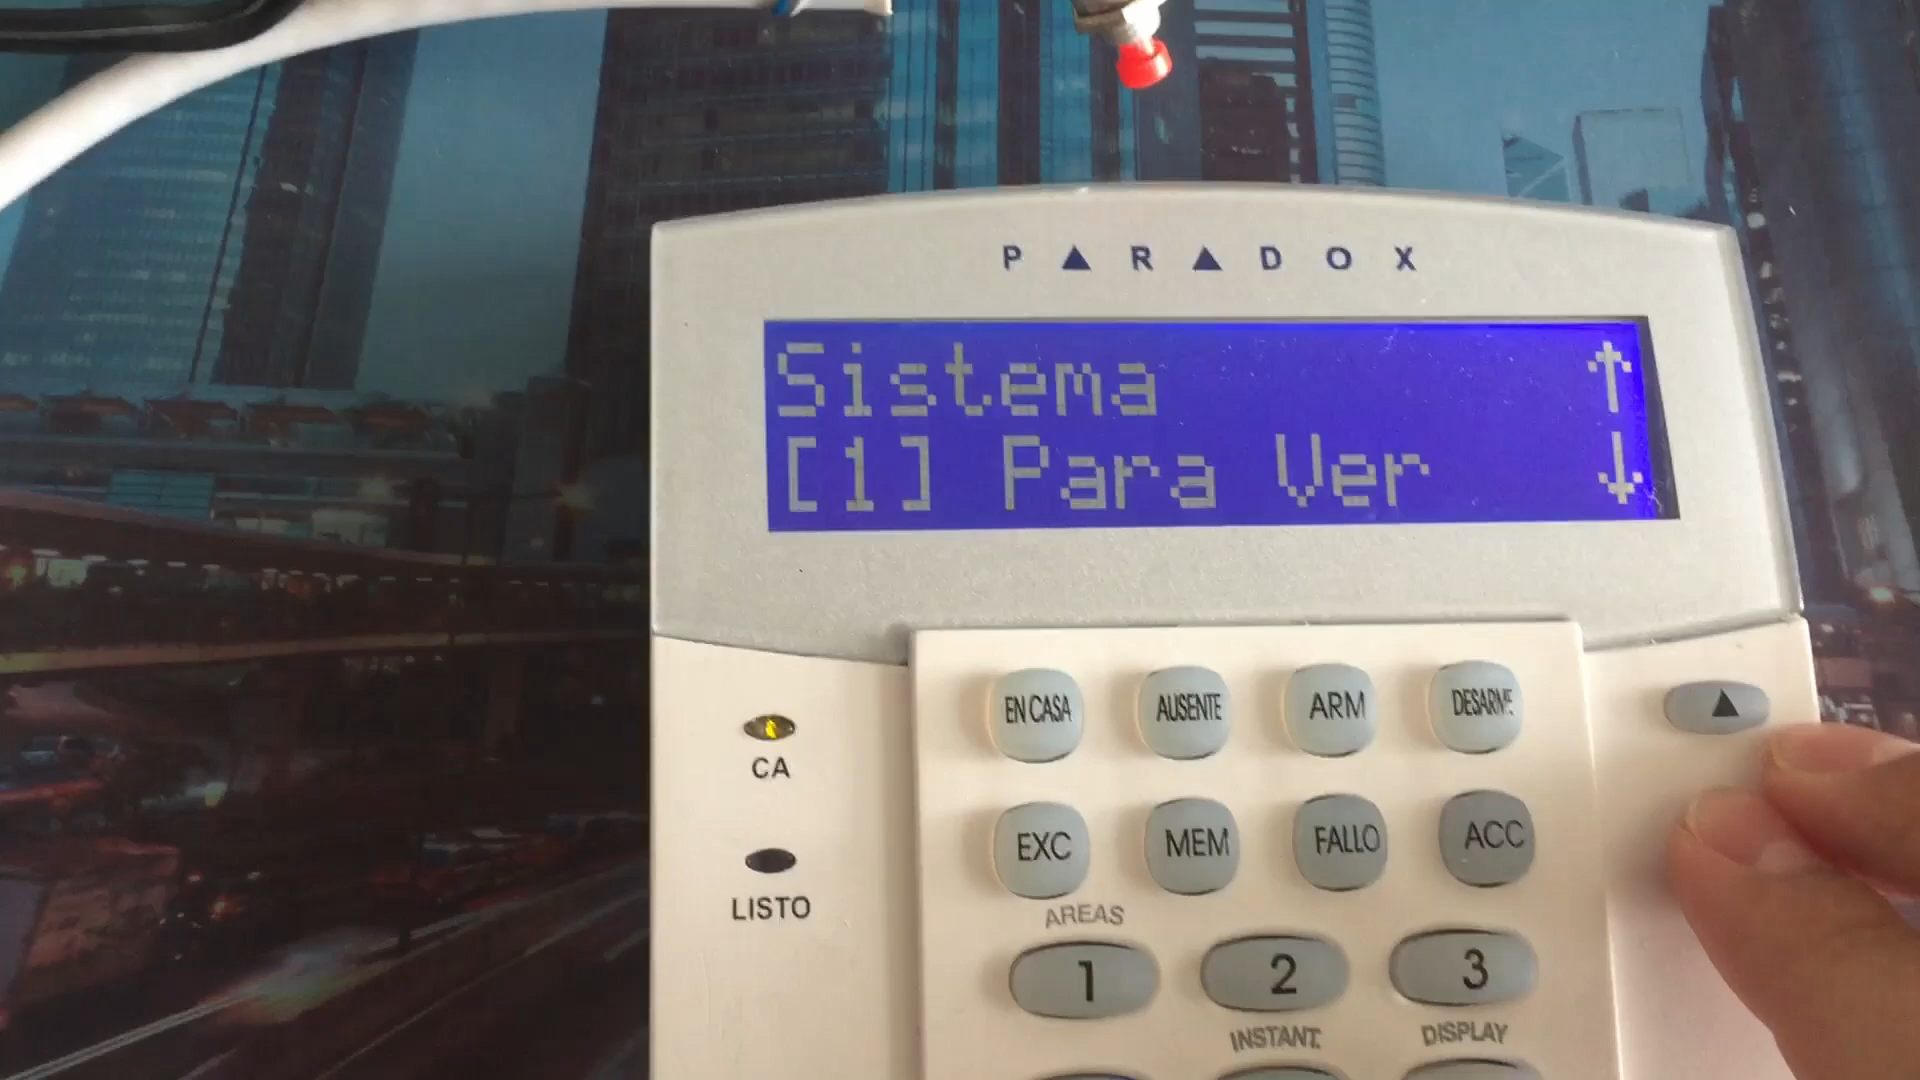 PARADOX
Sistema ↑
[1] Para Ver ↓
EN CASA AUSENTE ARM DESARME
CA
EXC MEM FALLO ACC
LISTO
AREAS
1 2 3
INSTANT. DISPLAY